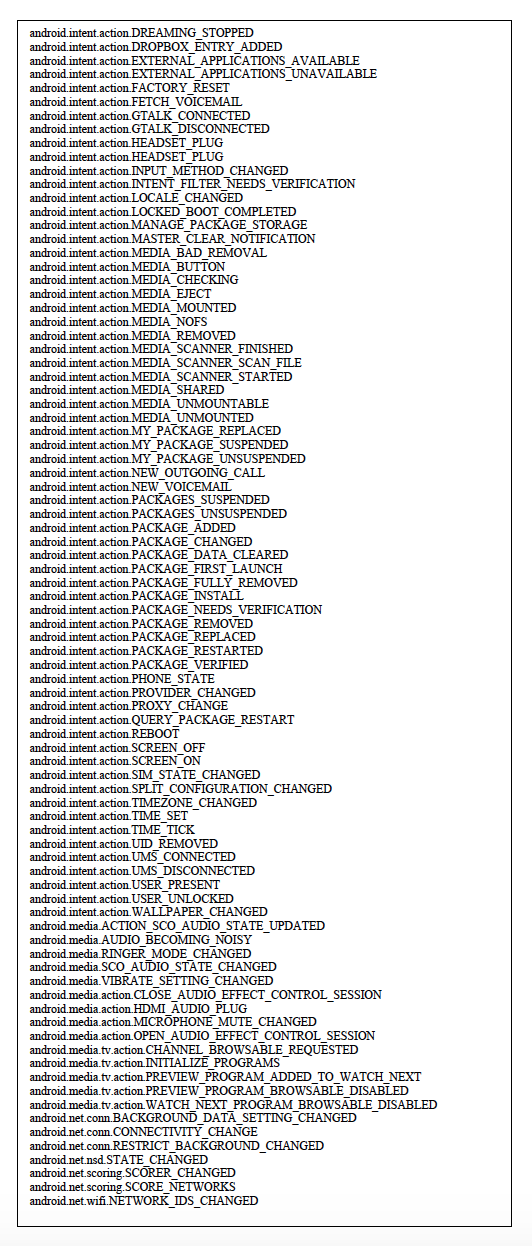 android.intent.action.DREAMING_STOPPED
android.intent.action.DROPBOX_ENTRY_ADDED
android.intent.action.EXTERNAL_APPLICATIONS_AVAILABLE
android.intent.action.EXTERNAL_APPLICATIONS_UNAVAILABLE
android.intent.action.FACTORY_RESET
android.intent.action.FETCH_VOICEMAIL
android.intent.action.GTALK_CONNECTED
android.intent.action.GTALK_DISCONNECTED
android.intent.action.HEADSET_PLUG
android.intent.action.HEADSET_PLUG
android.intent.action.INPUT_METHOD_CHANGED
android.intent.action.INTENT_FILTER_NEEDS_VERIFICATION
android.intent.action.LOCALE_CHANGED
android.intent.action.LOCKED_BOOT_COMPLETED
android.intent.action.MANAGE_PACKAGE_STORAGE
android.intent.action.MASTER_CLEAR_NOTIFICATION
android.intent.action.MEDIA_BAD_REMOVAL
android.intent.action.MEDIA_BUTTON
android.intent.action.MEDIA_CHECKING
android.intent.action.MEDIA_EJECT
android.intent.action.MEDIA_MOUNTED
android.intent.action.MEDIA_NOFS
android.intent.action.MEDIA_REMOVED
android.intent.action.MEDIA_SCANNER_FINISHED
android.intent.action.MEDIA_SCANNER_SCAN_FILE
android.intent.action.MEDIA_SCANNER_STARTED
android.intent.action.MEDIA_SHARED
android.intent.action.MEDIA_UNMOUNTABLE
android.intent.action.MEDIA_UNMOUNTED
android.intent.action.MY_PACKAGE_REPLACED
android.intent.action.MY_PACKAGE_SUSPENDED
android.intent.action.MY_PACKAGE_UNSUSPENDED
android.intent.action.NEW_OUTGOING_CALL
android.intent.action.NEW_VOICEMAIL
android.intent.action.PACKAGES_SUSPENDED
android.intent.action.PACKAGES_UNSUSPENDED
android.intent.action.PACKAGE_ADDED
android.intent.action.PACKAGE_CHANGED
android.intent.action.PACKAGE_DATA_CLEARED
android.intent.action.PACKAGE_FIRST_LAUNCH
android.intent.action.PACKAGE_FULLY_REMOVED
android.intent.action.PACKAGE_INSTALL
android.intent.action.PACKAGE_NEEDS_VERIFICATION
android.intent.action.PACKAGE_REMOVED
android.intent.action.PACKAGE_REPLACED
android.intent.action.PACKAGE_RESTARTED
android.intent.action.PACKAGE_VERIFIED
android.intent.action.PHONE_STATE
android.intent.action.PROVIDER_CHANGED
android.intent.action.PROXY_CHANGE
android.intent.action.QUERY_PACKAGE_RESTART
android.intent.action.REBOOT
android.intent.action.SCREEN_OFF
android.intent.action.SCREEN_ON
android.intent.action.SIM_STATE_CHANGED
android.intent.action.SPLIT_CONFIGURATION_CHANGED
android.intent.action.TIMEZONE_CHANGED
android.intent.action.TIME_SET
android.intent.action.TIME_TICK
android.intent.action.UID_REMOVED
android.intent.action.UMS_CONNECTED
android.intent.action.UMS_DISCONNECTED
android.intent.action.USER_PRESENT
android.intent.action.USER_UNLOCKED
android.intent.action.WALLPAPER_CHANGED
android.media.ACTION_SCO_AUDIO_STATE_UPDATED
android.media.AUDIO_BECOMING_NOISY
android.media.RINGER_MODE_CHANGED
android.media.SCO_AUDIO_STATE_CHANGED
android.media.VIBRATE_SETTING_CHANGED
android.media.action.CLOSE_AUDIO_EFFECT_CONTROL_SESSION
android.media.action.HDMI_AUDIO_PLUG
android.media.action.MICROPHONE_MUTE_CHANGED
android.media.action.OPEN_AUDIO_EFFECT_CONTROL_SESSION
android.media.tv.action.CHANNEL_BROWSABLE_REQUESTED
android.media.tv.action.INITIALIZE_PROGRAMS
android.media.tv.action.PREVIEW_PROGRAM_ADDED_TO_WATCH_NEXT
android.media.tv.action.PREVIEW_PROGRAM_BROWSABLE_DISABLED
android.media.tv.action.WATCH_NEXT_PROGRAM_BROWSABLE_DISABLED
android.net.conn.BACKGROUND_DATA_SETTING_CHANGED
android.net.conn.CONNECTIVITY_CHANGE
android.net.conn.RESTRICT_BACKGROUND_CHANGED
android.net.nsd.STATE_CHANGED
android.net.scoring.SCORER_CHANGED
android.net.scoring.SCORE_NETWORKS
android.net.wifi.NETWORK_IDS_CHANGED